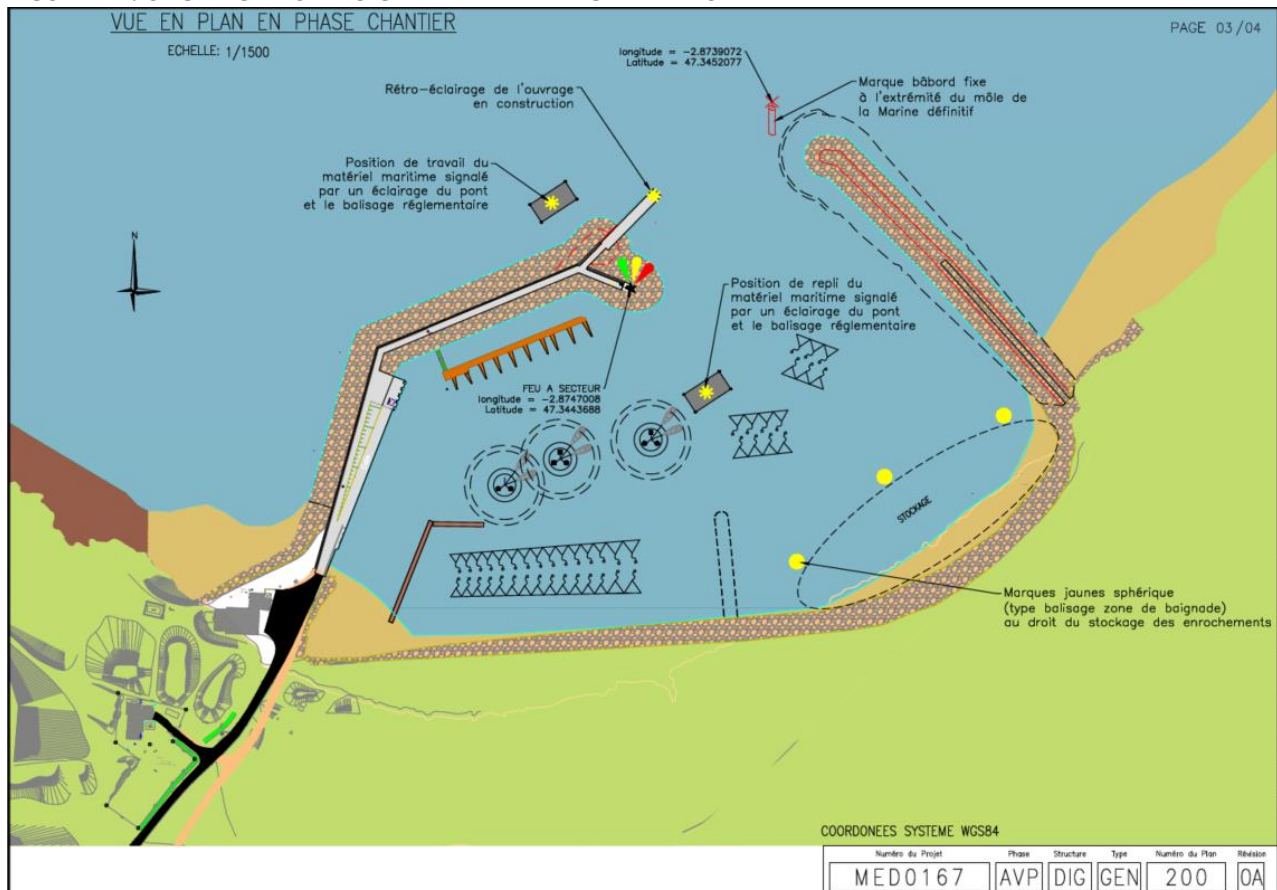 VUE EN PLAN EN PHASE CHANTIER
PAGE 03/04
ECHELLE: 1/1500
longitude = -2.8739072
Latitude = 47.3452077
Rétro-éclairage de l'ouvrage
en construction
Marque bâbord fixe
à l'extrémité du môle de
la Marine définitif
Position de travail du
matériel maritime signalé
par un éclairage du pont
et le balisage réglementaire
N
Position de repli du
matériel maritime signalé
par un éclairage du pont
et le balisage réglementaire
FEU A SECTEUR
longitude = -2.8747008
Latitude = 47.3443688
STOCKAGE
Marques jaunes sphérique
(type balisage zone de baignade)
au droit du stockage des enrochements
COORDONEES SYSTEME WGS84
Numéro du Projet Phase Structure Type Numéro du Plan Révision
MED0167 AVP DIG GEN 200 0A